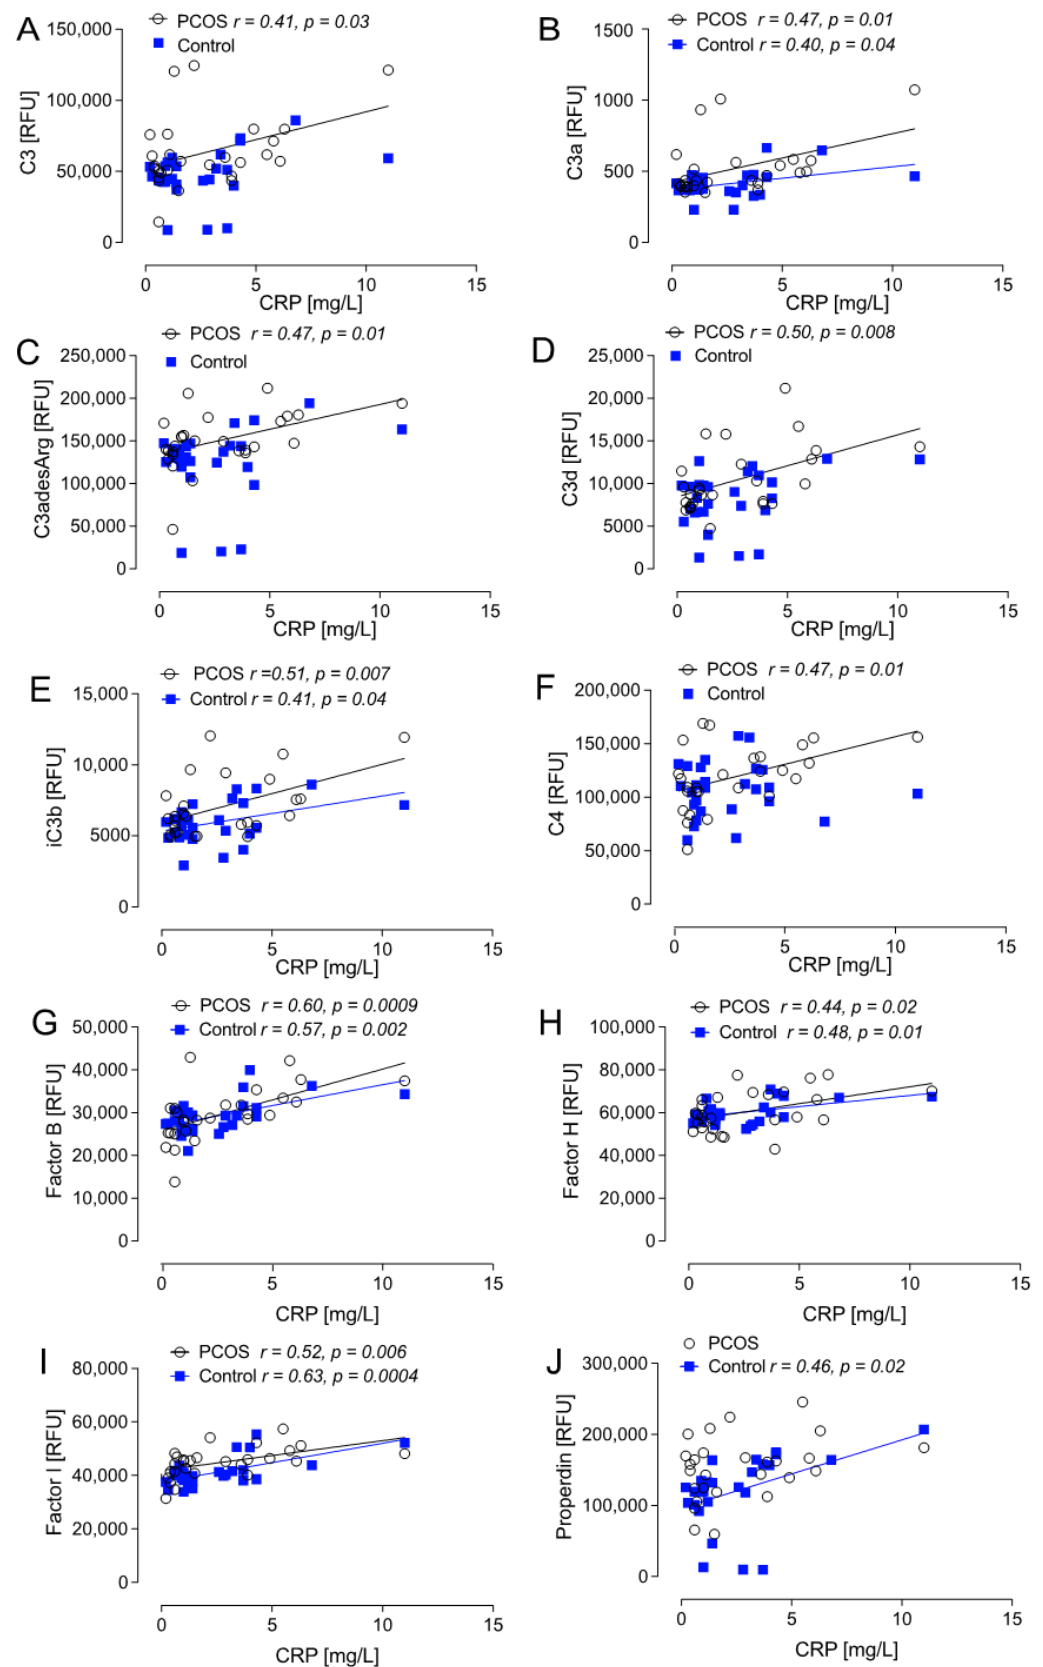 A
PCOS r = 0.41, p = 0.03
Control
150,000
100,000
50,000
0
C3 [RFU]
0 5 10 15
CRP [mg/L]
B
PCOS r = 0.47, p = 0.01
Control r = 0.40, p = 0.04
1500
1000
500
0
C3a [RFU]
0 5 10 15
CRP [mg/L]
C
PCOS r = 0.47, p = 0.01
Control
250,000
200,000
150,000
100,000
50,000
0
C3adesArg [RFU]
0 5 10 15
CRP [mg/L]
D
PCOS r = 0.50, p = 0.008
Control
25,000
20,000
15,000
10,000
5000
0
C3d [RFU]
0 5 10 15
CRP [mg/L]
E
PCOS r =0.51, p = 0.007
Control r = 0.41, p = 0.04
15,000
10,000
5000
0
iC3b [RFU]
0 5 10 15
CRP [mg/L]
F
PCOS r = 0.47, p = 0.01
Control
200,000
150,000
100,000
50,000
0
C4 [RFU]
0 5 10 15
CRP [mg/L]
G
PCOS r = 0.60, p = 0.0009
Control r = 0.57, p = 0.002
50,000
40,000
30,000
20,000
10,000
0
Factor B [RFU]
0 5 10 15
CRP [mg/L]
H
PCOS r = 0.44, p = 0.02
Control r = 0.48, p = 0.01
100,000
80,000
60,000
40,000
20,000
0
Factor H [RFU]
0 5 10 15
CRP [mg/L]
I
PCOS r = 0.52, p = 0.006
Control r = 0.63, p = 0.0004
80,000
60,000
40,000
20,000
0
Factor I [RFU]
0 5 10 15
CRP [mg/L]
J
PCOS
Control r = 0.46, p = 0.02
300,000
200,000
100,000
0
Properdin [RFU]
0 5 10 15
CRP [mg/L]